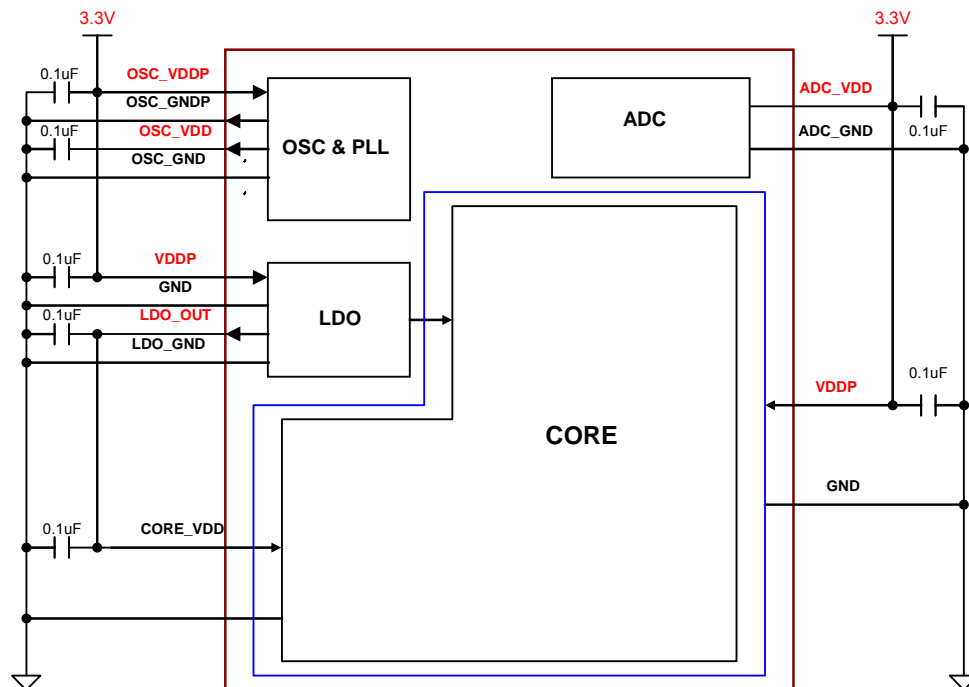 3.3V
3.3V
0.1uF
OSC_VDDP
OSC_GNDP
0.1uF
OSC_VDD
OSC_GND
OSC & PLL
ADC
ADC_VDD
0.1uF
ADC_GND
0.1uF
VDDP
GND
0.1uF
LDO_OUT
LDO_GND
LDO
0.1uF
VDDP
CORE
GND
0.1uF
CORE_VDD